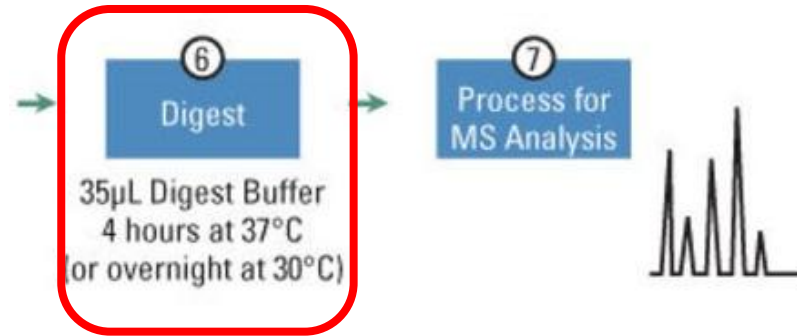 6
Digest
35µL Digest Buffer
4 hours at 37°C
(or overnight at 30°C)
7
Process for
MS Analysis